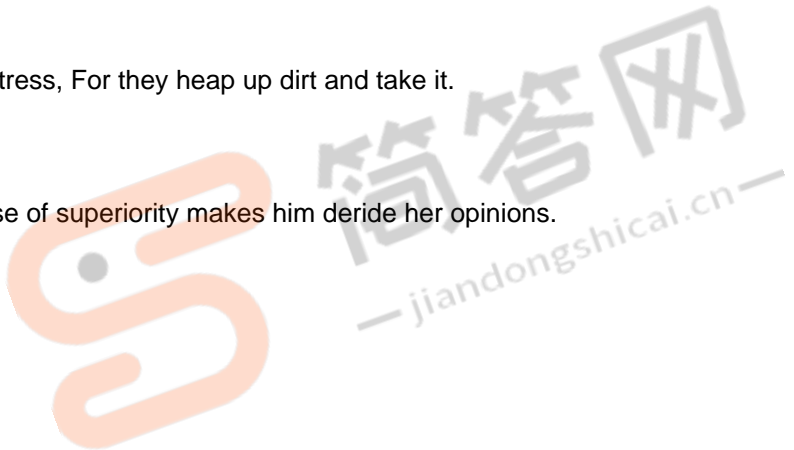 tress, For they heap up dirt and take it.
简答网
jiandongshicai.cn
se of superiority makes him deride her opinions.